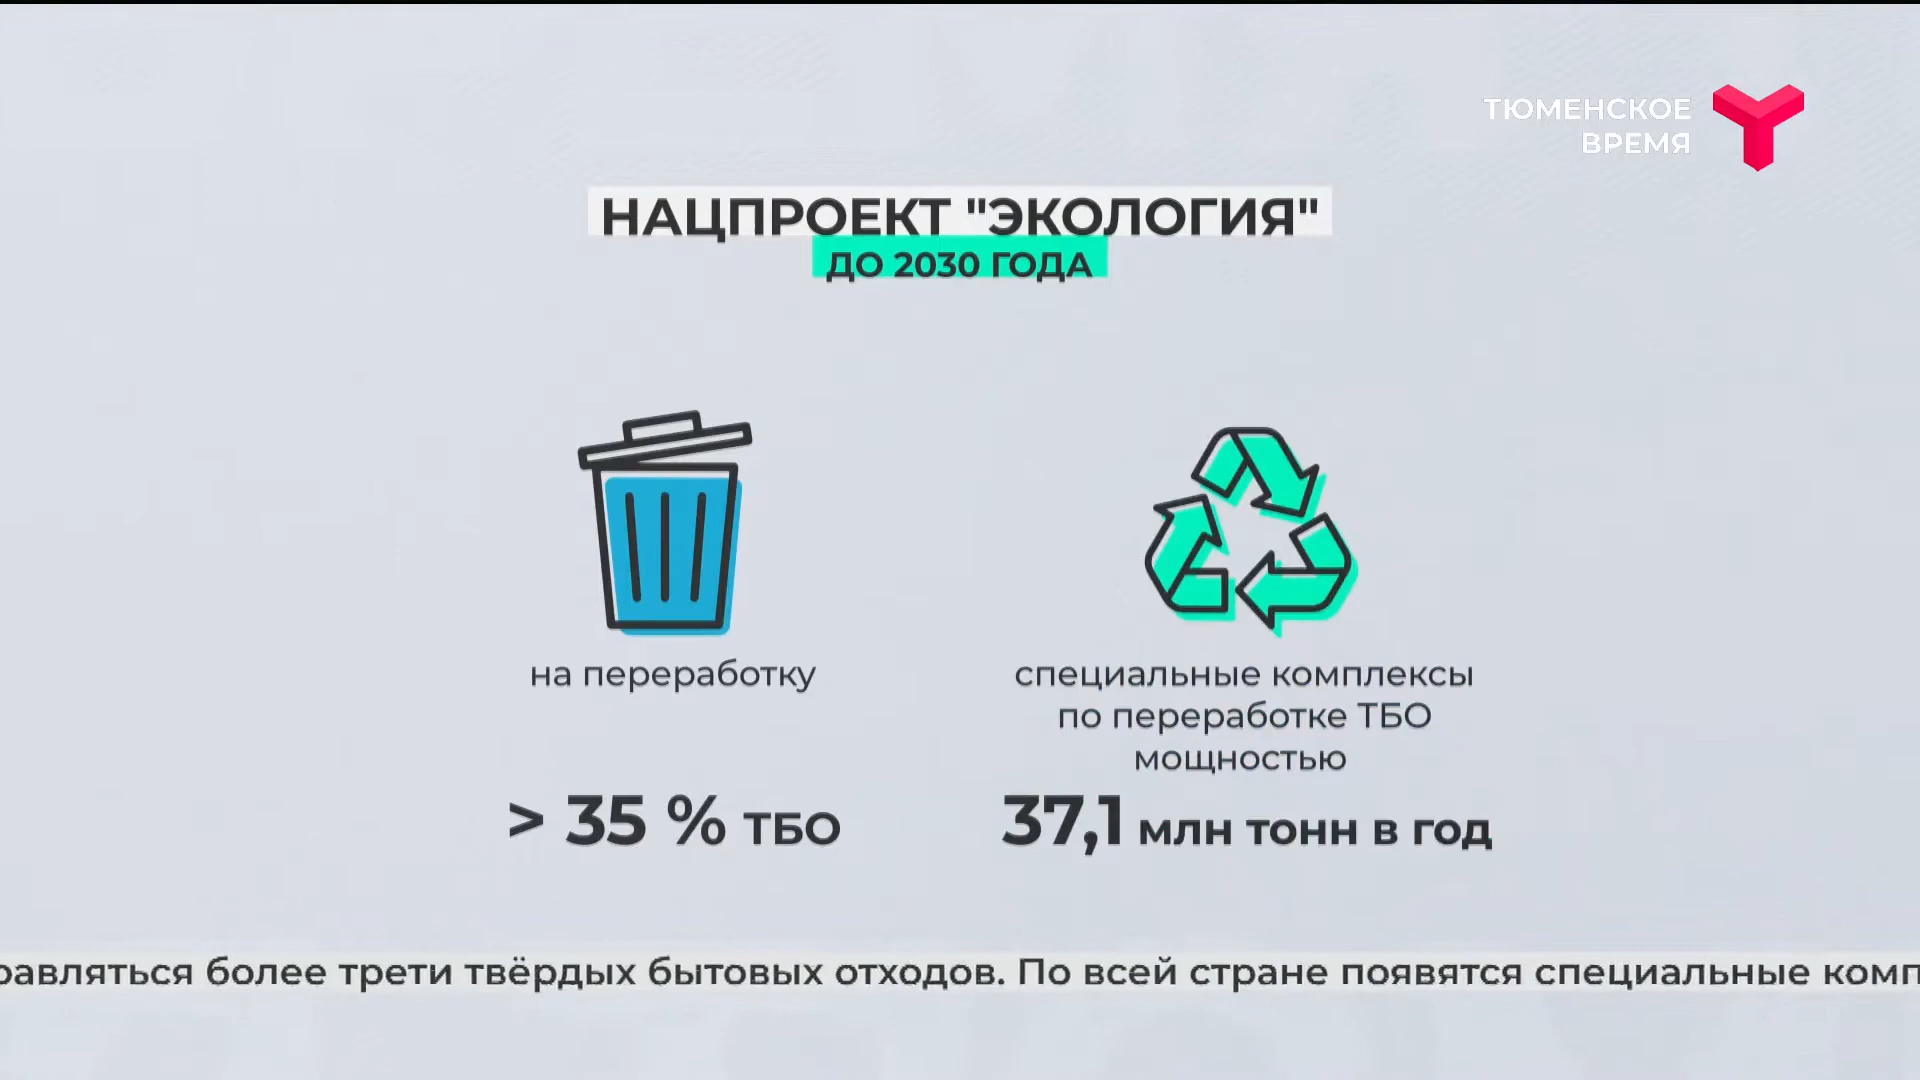 ТЮМЕНСКОЕ
ВРЕМЯ
НАЦПРОЕКТ "ЭКОЛОГИЯ"
ДО 2030 ГОДА
на переработку
> 35 % ТБО
специальные комплексы
по переработке ТБО
мощностью
37,1 млн тонн в год
равляться более трети твёрдых бытовых отходов. По всей стране появятся специальные комп